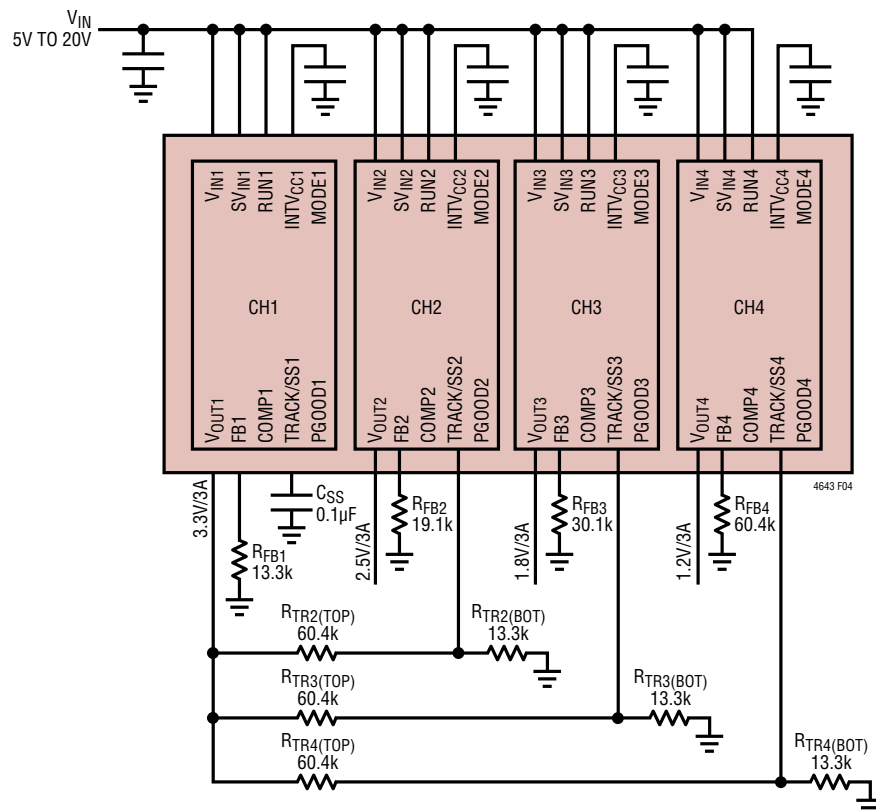 VIN
5V TO 20V
VIN1
SVIN1
RUN1
INTVCC1
MODE1
VIN2
SVIN2
RUN2
INTVCC2
MODE2
VIN3
SVIN3
RUN3
INTVCC3
MODE3
VIN4
SVIN4
RUN4
INTVCC4
MODE4
CH1
CH2
CH3
CH4
VOUT1
FB1
COMP1
TRACK/SS1
PGOOD1
VOUT2
FB2
COMP2
TRACK/SS2
PGOOD2
VOUT3
FB3
COMP3
TRACK/SS3
PGOOD3
VOUT4
FB4
COMP4
TRACK/SS4
PGOOD4
4643 F04
3.3V/3A
CSS
0.1µF
RFB1
13.3k
2.5V/3A
RFB2
19.1k
1.8V/3A
RFB3
30.1k
1.2V/3A
RFB4
60.4k
RTR2(TOP)
60.4k
RTR2(BOT)
13.3k
RTR3(TOP)
60.4k
RTR3(BOT)
13.3k
RTR4(TOP)
60.4k
RTR4(BOT)
13.3k